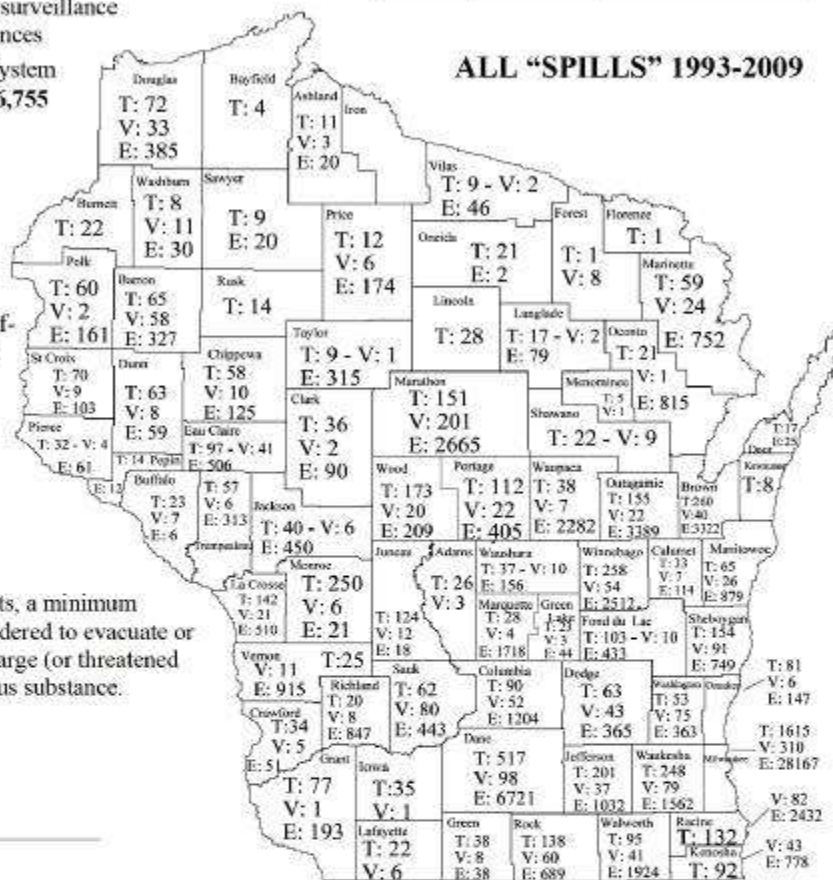 surveillance
nces
ystem
6,755
ALL “SPILLS” 1993-2009
f-
ts, a minimum
dered to evacuate or
arge (or threatened
us substance.
Douglas
T: 72
V: 33
E: 385
Bayfield
T: 4
Ashland
T: 11
V: 3
E: 20
Iron
Vilas
T: 9 - V: 2
E: 46
Burnett
T: 22
Washburn
T: 8
V: 11
E: 30
Sawyer
T: 9
E: 20
Price
T: 12
V: 6
E: 174
Oneida
T: 21
E: 2
Forest
T: 1
V: 8
Florence
T: 1
Marinette
T: 59
V: 24
E: 752
Polk
T: 60
V: 2
E: 161
Barron
T: 65
V: 58
E: 327
Rusk
T: 14
Lincoln
T: 28
Langlade
T: 17 - V: 2
E: 79
Oconto
T: 21
V: 1
E: 815
St Croix
T: 70
V: 9
E: 103
Dunn
T: 63
V: 8
E: 59
Chippewa
T: 58
V: 10
E: 125
Taylor
T: 9 - V: 1
E: 315
Marathon
T: 151
V: 201
E: 2665
Menominee
T: 5
V: 1
Shawano
T: 22 - V: 9
Clark
T: 36
V: 2
E: 90
Pierce
T: 32 - V: 4
E: 61
T: 14 Pepin
E: 12
Eau Claire
T: 97 - V: 41
E: 506
Buffalo
T: 23
V: 7
E: 6
T: 57
V: 6
E: 313
Trempealeau
Jackson
T: 40 - V: 6
E: 450
Wood
T: 173
V: 20
E: 209
Portage
T: 112
V: 22
E: 405
Waupaca
T: 38
V: 7
E: 2282
Outagamie
T: 155
V: 22
E: 3389
Brown
T:260
V:40
E:3322
T:17
E:25
Door
Kewaunee
T:8
La Crosse
T: 142
V: 21
E: 510
Monroe
T: 250
V: 6
E: 21
Juneau
T: 124
V: 12
E: 18
Adams
T: 26
V: 3
Waushara
T: 37 - V: 10
E: 156
Winnebago
T: 258
V: 54
E: 2512
Calumet
T: 33
V: 7
E: 114
Manitowoc
T: 65
V: 26
E: 879
Marquette
T: 28
V: 4
E: 1718
Green
Lake
V: 3
E: 44
Fond du Lac
T: 103 - V: 10
E: 433
Sheboygan
T: 154
V: 91
E: 749
Vernon
T:25
V: 11
E: 915
Richland
T: 20
V: 8
E: 847
Sauk
T: 62
V: 80
E: 443
Columbia
T: 90
V: 52
E: 1204
Dodge
T: 63
V: 43
E: 365
Washington
T: 53
V: 75
E: 363
Ozaukee
T: 81
V: 6
E: 147
Crawford
T:34
V: 5
E: 51
Grant
T: 77
V: 1
E: 193
Iowa
T:35
V: 1
Dane
T: 517
V: 98
E: 6721
Jefferson
T: 201
V: 37
E: 1032
Waukesha
T: 248
V: 79
E: 1562
Milwaukee
T: 1615
V: 310
E: 28167
Lafayette
T: 22
V: 6
Green
T: 38
V: 8
E: 38
Rock
T: 138
V: 60
E: 689
Walworth
T: 95
V: 41
E: 1924
Racine
T: 132
V: 82
E: 2432
Kenosha
T: 92
V: 43
E: 778